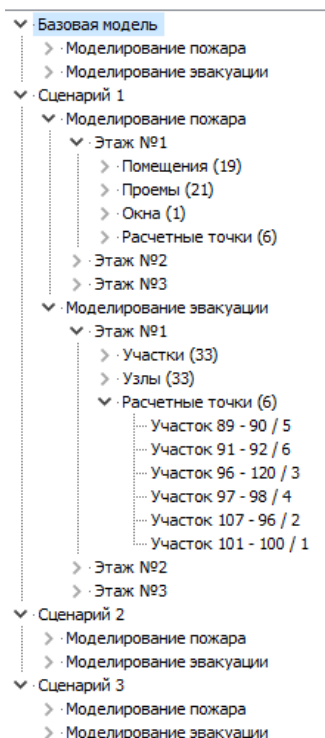 Базовая модель
Моделирование пожара
Моделирование эвакуации
Сценарий 1
Моделирование пожара
Этаж №1
Помещения (19)
Проемы (21)
Окна (1)
Расчетные точки (6)
Этаж №2
Этаж №3
Моделирование эвакуации
Этаж №1
Участки (33)
Узлы (33)
Расчетные точки (6)
Участок 89 - 90 / 5
Участок 91 - 92 / 6
Участок 96 - 120 / 3
Участок 97 - 98 / 4
Участок 107 - 96 / 2
Участок 101 - 100 / 1
Этаж №2
Этаж №3
Сценарий 2
Моделирование пожара
Моделирование эвакуации
Сценарий 3
Моделирование пожара
Моделирование эвакуации